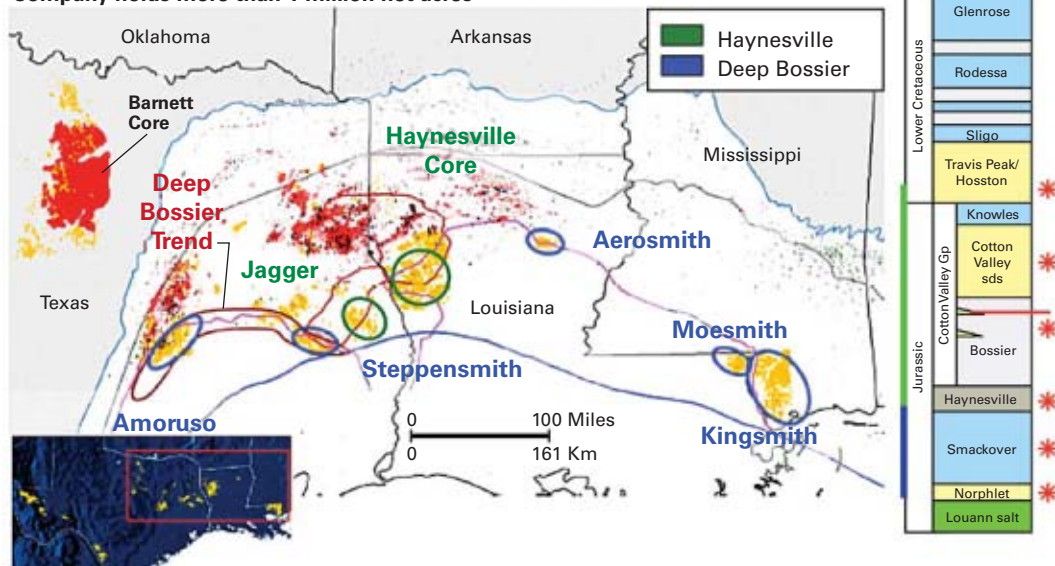 Company holds more than 1 million net acres
Oklahoma
Arkansas
Haynesville
Deep Bossier
Barnett
Core
Haynesville
Core
Mississippi
Deep
Bossier
Trend
Jagger
Aerosmith
Texas
Louisiana
Moesmith
Steppensmith
Amoruso
Kingsmith
0 100 Miles
0 161 Km
Lower Cretaceous
Glenrose
Rodessa
Sligo
Travis Peak/
Hosston
Jurassic
Cotton Valley Gp
Knowles
Cotton
Valley
sds
Bossier
Haynesville
Smackover
Norphlet
Louann salt